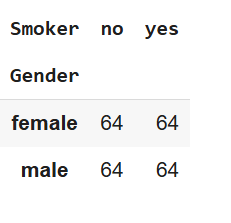 Smoker no yes
Gender
female 64 64
male 64 64